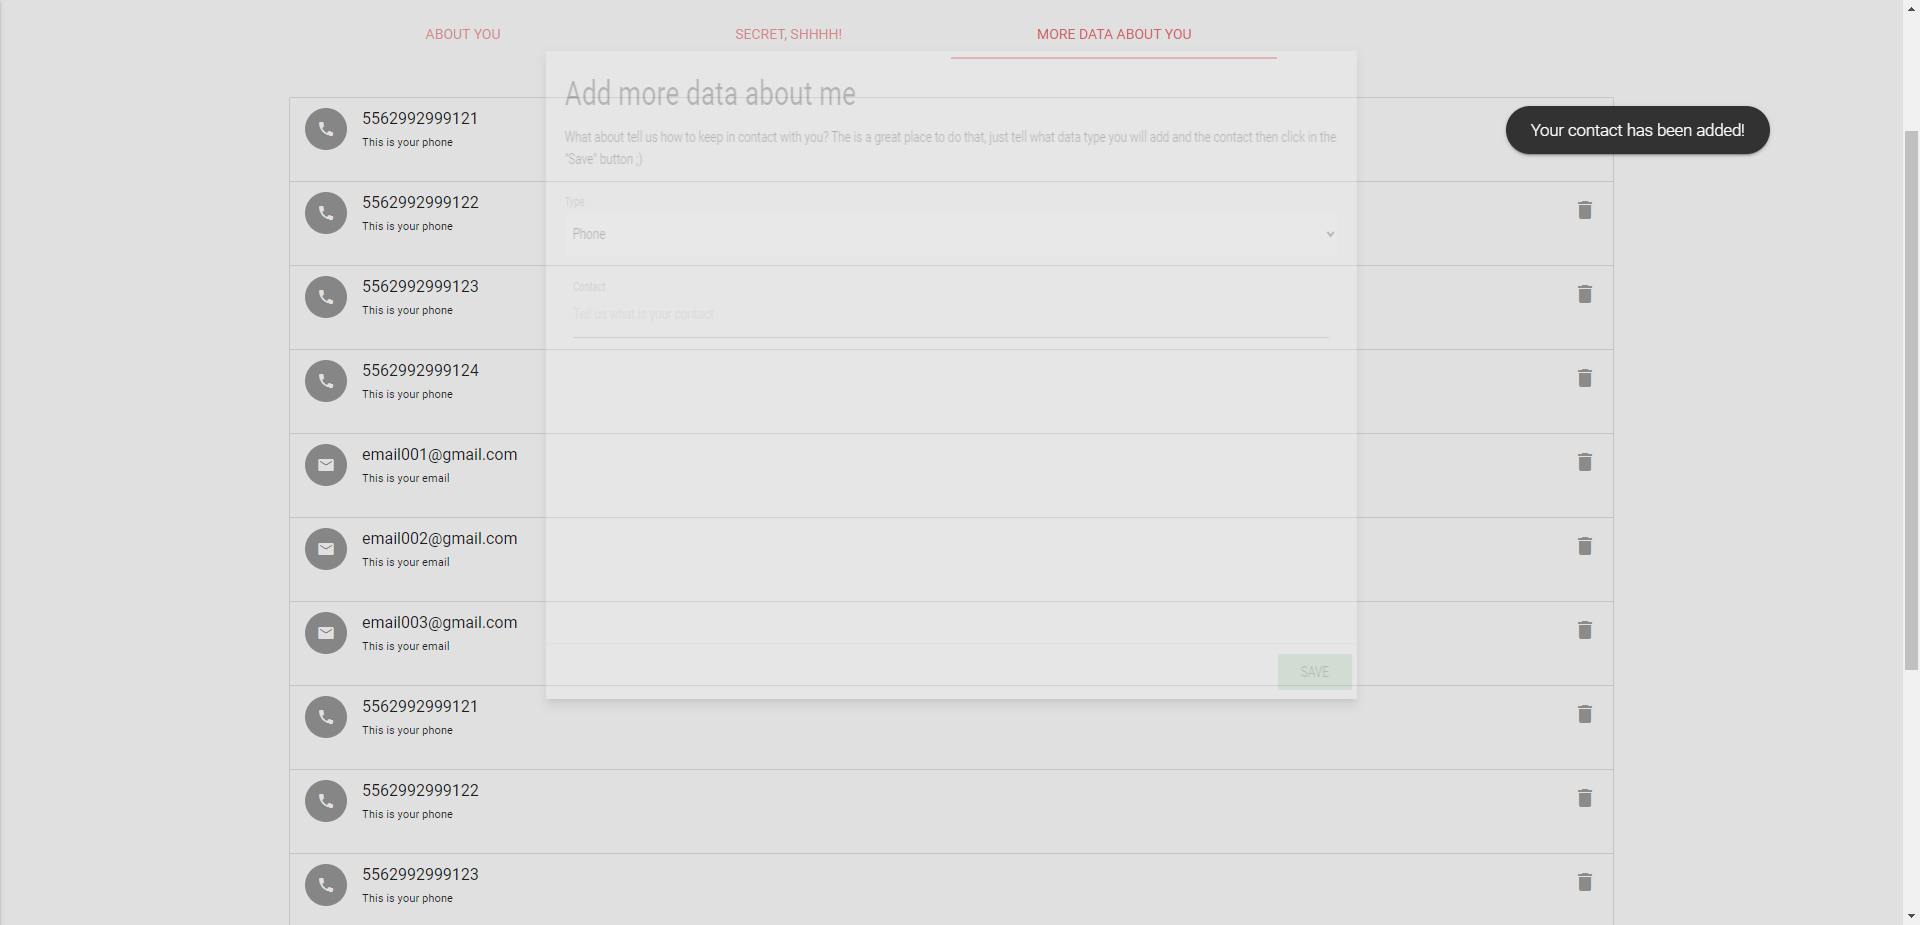 ABOUT YOU
SECRET, SHHHH!
MORE DATA ABOUT YOU
Add more data about me
What about tell us how to keep in contact with you? The is a great place to do that, just tell what data type you will add and the contact then click in the
"Save" button ;)
Type
Phone
Contact
Tell us what is your contact
SAVE
Your contact has been added!
5562992999121
This is your phone
5562992999122
This is your phone
5562992999123
This is your phone
5562992999124
This is your phone
email001@gmail.com
This is your email
email002@gmail.com
This is your email
email003@gmail.com
This is your email
5562992999121
This is your phone
5562992999122
This is your phone
5562992999123
This is your phone